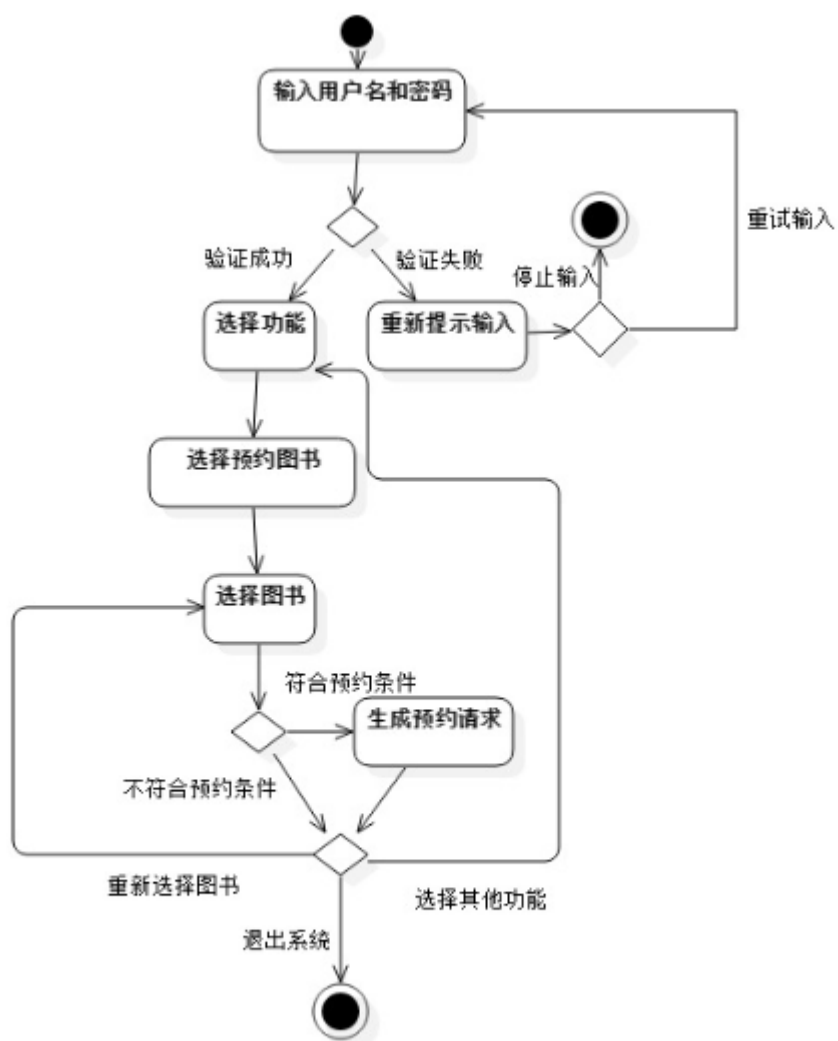 输入用户名和密码
重试输入
验证成功
验证失败
停止输入
选择功能
重新提示输入
选择预约图书
选择图书
符合预约条件
生成预约请求
不符合预约条件
重新选择图书
选择其他功能
退出系统